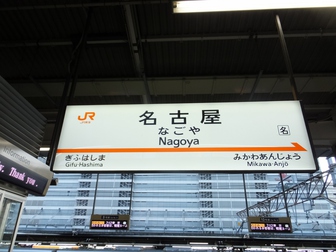 JR
名古屋
なごや
Nagoya
名
ぎふはしま
Gifu-Hashima
みかわあんじょう
Mikawa-Anjō
Thank you.